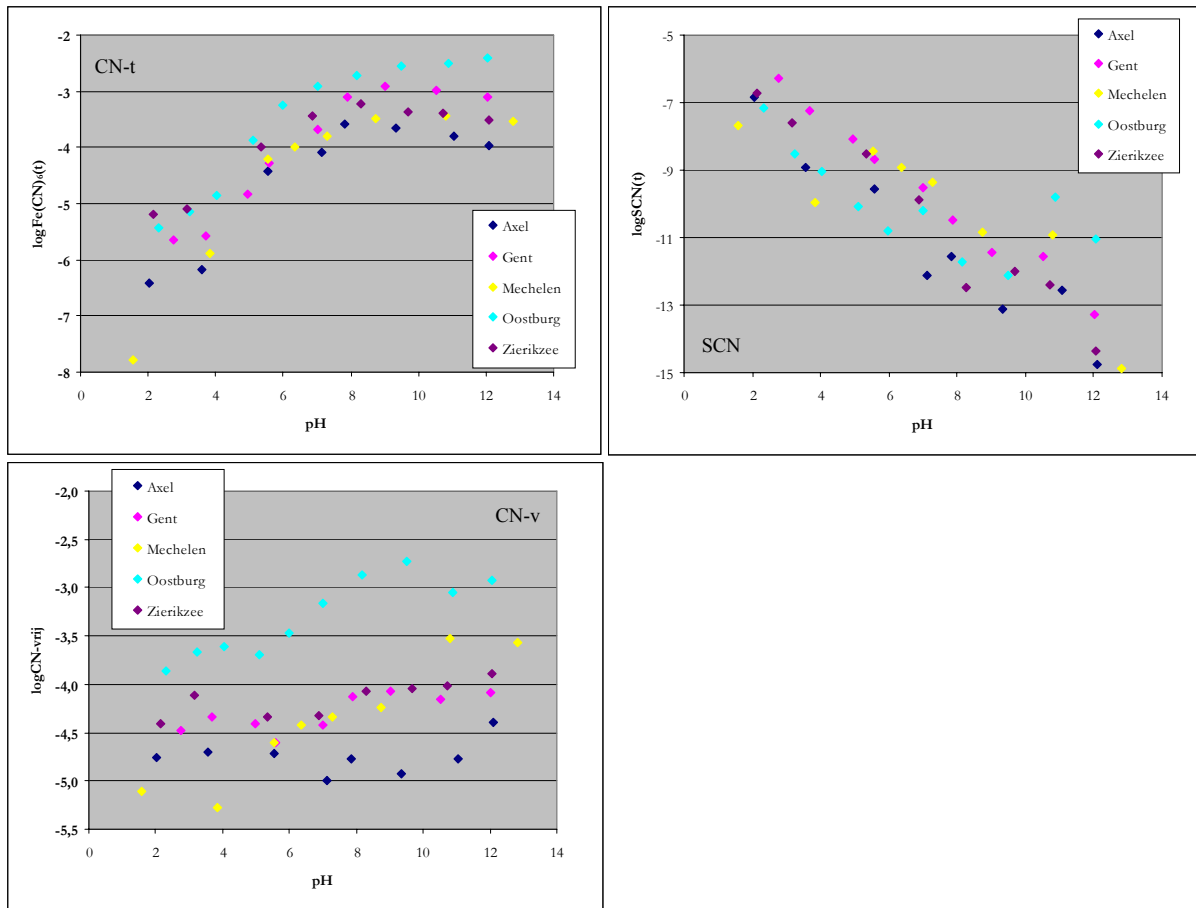 CN-t
logFe(CN)₆(t)
-2
-3
-4
-5
-6
-7
-8
0 2 4 6 8 10 12 14
pH
Axel
Gent
Mechelen
Oostburg
Zierikzee
SCN
logSCN(t)
-5
-7
-9
-11
-13
-15
0 2 4 6 8 10 12 14
pH
Axel
Gent
Mechelen
Oostburg
Zierikzee
CN-v
logCN-vrij
-2,0
-2,5
-3,0
-3,5
-4,0
-4,5
-5,0
-5,5
0 2 4 6 8 10 12 14
pH
Axel
Gent
Mechelen
Oostburg
Zierikzee